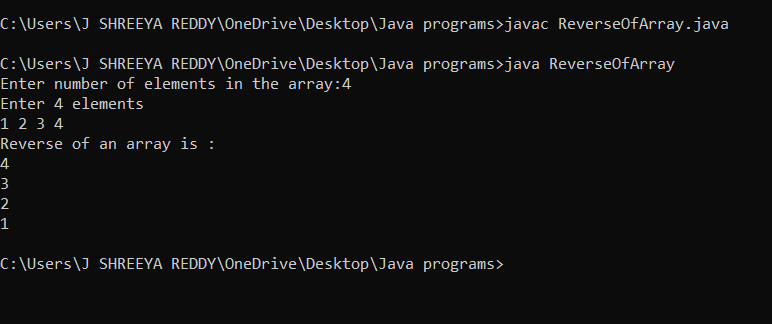 C:\Users\J SHREEYA REDDY\OneDrive\Desktop\Java programs>javac ReverseOfArray.java
C:\Users\J SHREEYA REDDY\OneDrive\Desktop\Java programs>java ReverseOfArray
Enter number of elements in the array:4
Enter 4 elements
1 2 3 4
Reverse of an array is :
4
3
2
1
C:\Users\J SHREEYA REDDY\OneDrive\Desktop\Java programs>